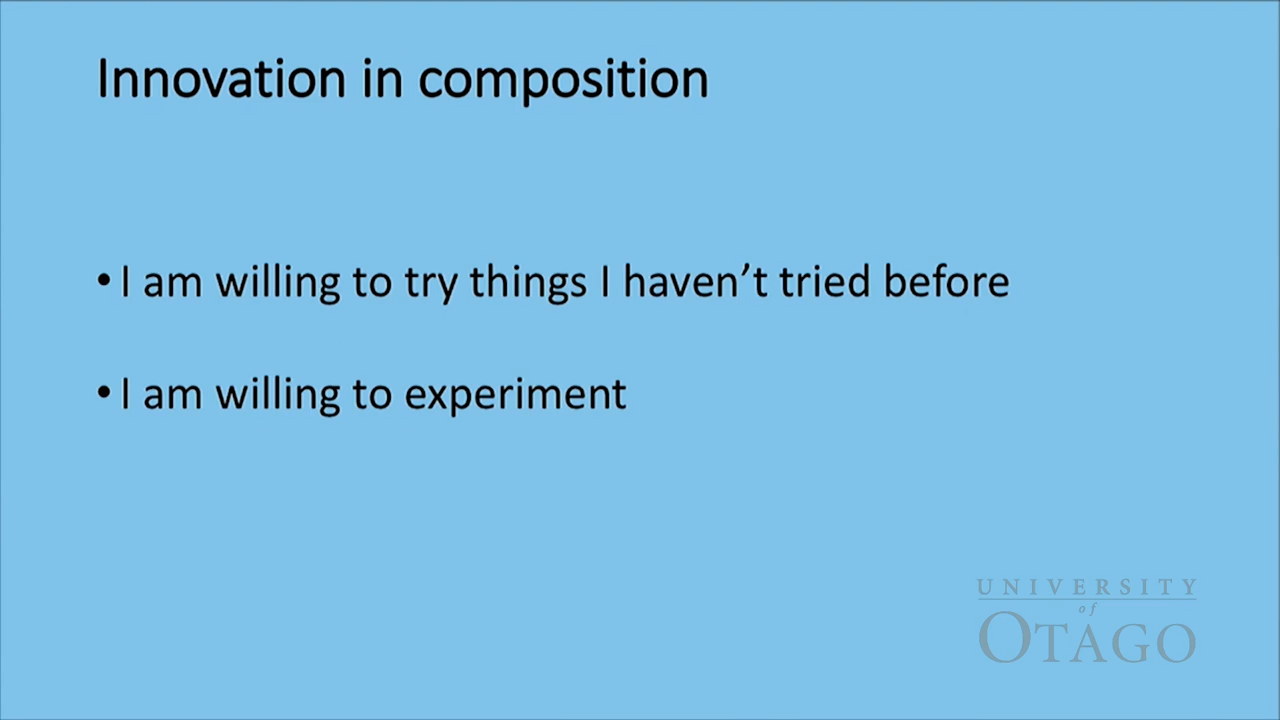 Innovation in composition
• I am willing to try things I haven’t tried before
• I am willing to experiment
UNIVERSITY
of
OTAGO